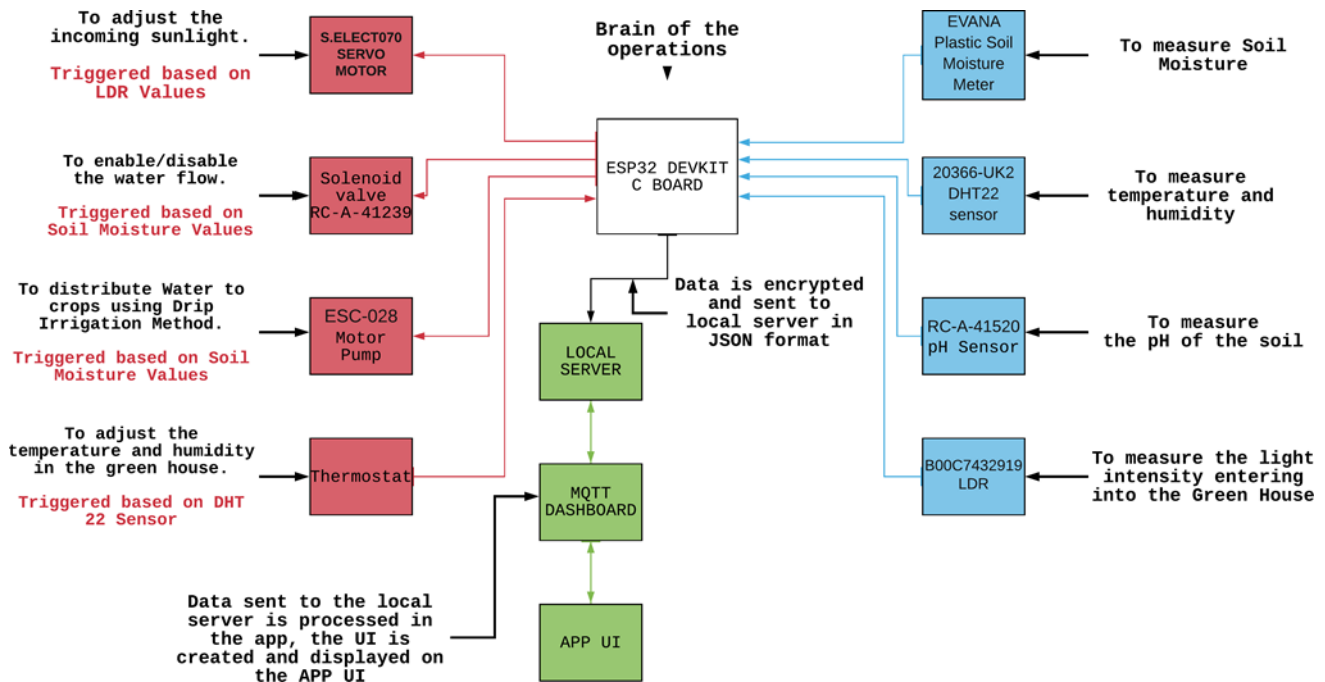 To adjust the
incoming sunlight.
Triggered based on
LDR Values
S.ELECT070
SERVO
MOTOR
To enable/disable
the water flow.
Triggered based on
Soil Moisture Values
Solenoid
valve
RC-A-41239
To distribute Water to
crops using Drip
Irrigation Method.
Triggered based on Soil
Moisture Values
ESC-028
Motor
Pump
To adjust the
temperature and humidity
in the green house.
Triggered based on DHT
22 Sensor
Thermostat
Brain of the
operations
ESP32 DEVKIT
C BOARD
Data is encrypted
and sent to
local server in
JSON format
LOCAL
SERVER
MQTT
DASHBOARD
APP UI
Data sent to the local
server is processed in
the app, the UI is
created and displayed on
the APP UI
EVANA
Plastic Soil
Moisture
Meter
To measure Soil
Moisture
20366-UK2
DHT22
sensor
To measure
temperature and
humidity
RC-A-41520
pH Sensor
To measure
the pH of the soil
B00C7432919
LDR
To measure the light
intensity entering
into the Green House